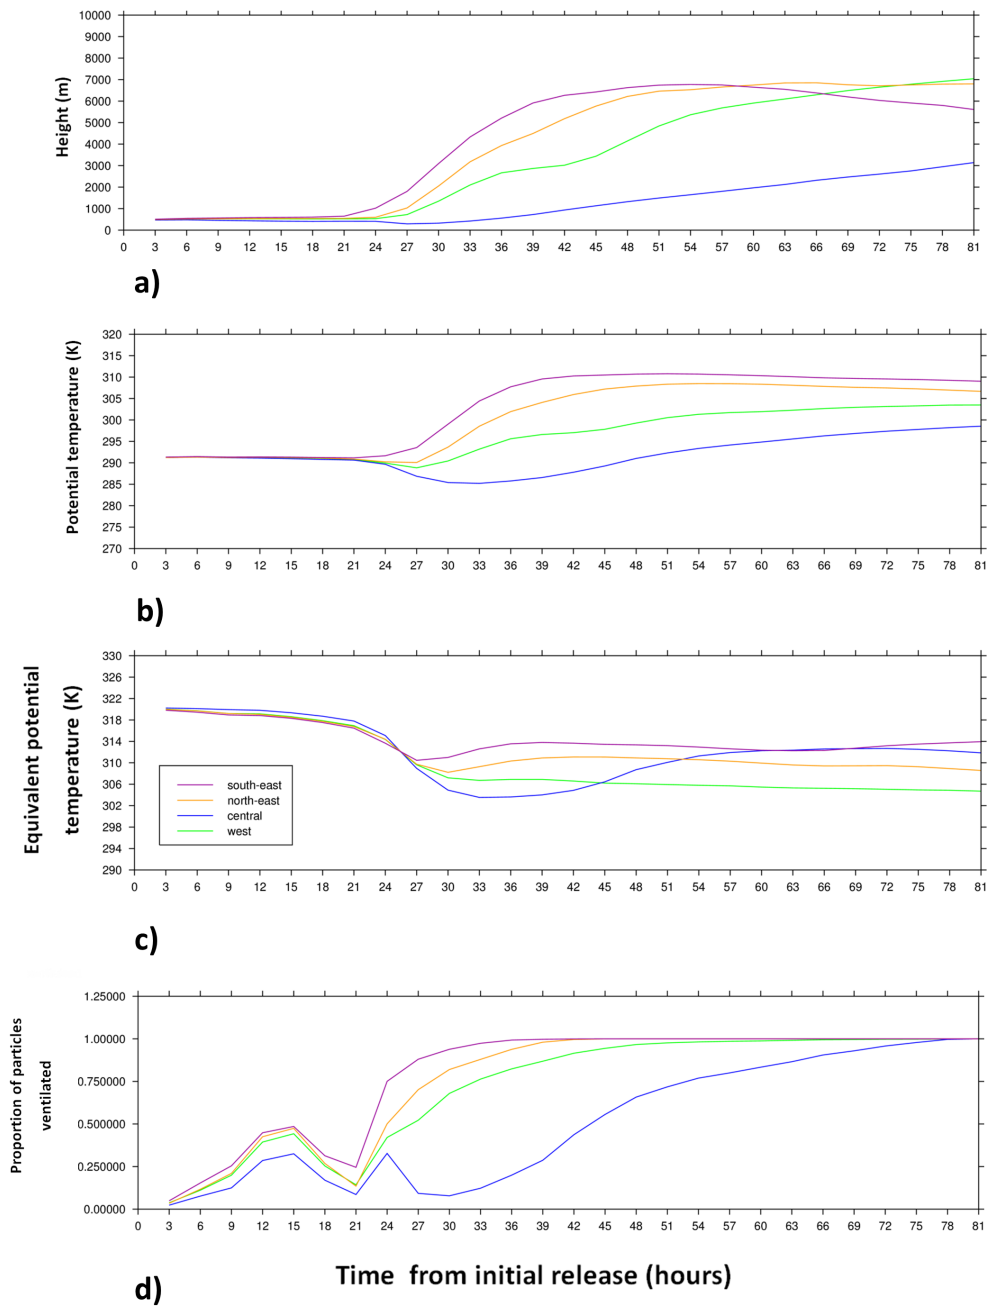 10000
9000
8000
7000
6000
5000
4000
3000
2000
1000
0
Height (m)
0 3 6 9 12 15 18 21 24 27 30 33 36 39 42 45 48 51 54 57 60 63 66 69 72 75 78 81
a)
320
315
310
305
300
295
290
285
280
275
270
Potential temperature (K)
0 3 6 9 12 15 18 21 24 27 30 33 36 39 42 45 48 51 54 57 60 63 66 69 72 75 78 81
b)
330
326
322
318
314
310
306
302
298
294
290
Equivalent potential
temperature (K)
south-east
north-east
central
west
0 3 6 9 12 15 18 21 24 27 30 33 36 39 42 45 48 51 54 57 60 63 66 69 72 75 78 81
c)
1.25000
1.00000
0.750000
0.500000
0.250000
0.00000
Proportion of particles
ventilated
0 3 6 9 12 15 18 21 24 27 30 33 36 39 42 45 48 51 54 57 60 63 66 69 72 75 78 81
Time from initial release (hours)
d)